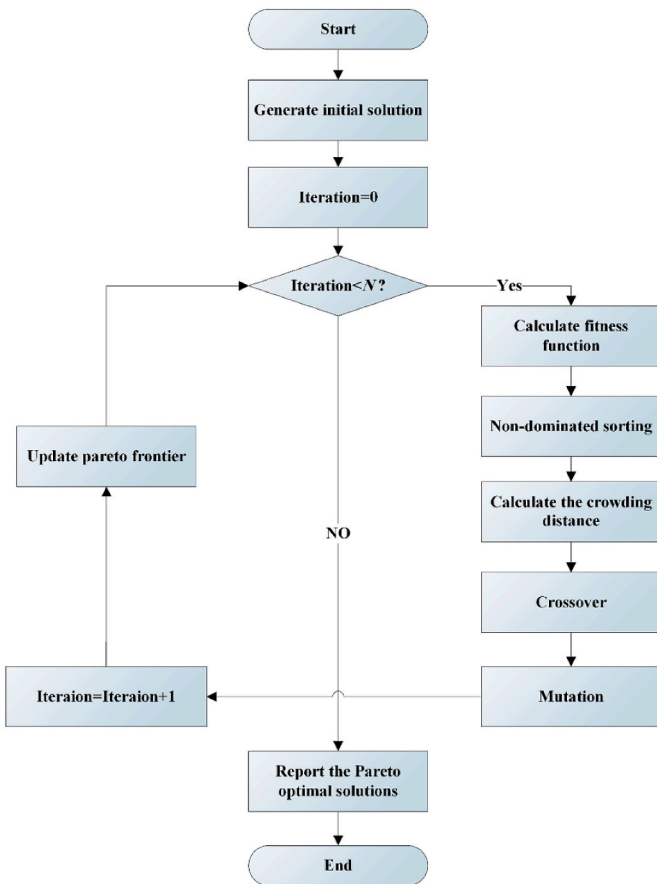 Start
Generate initial solution
Iteration=0
Iteration<N?
Yes
Calculate fitness
function
Non-dominated sorting
Update pareto frontier
Calculate the crowding
distance
NO
Crossover
Iteraion=Iteraion+1
Mutation
Report the Pareto
optimal solutions
End